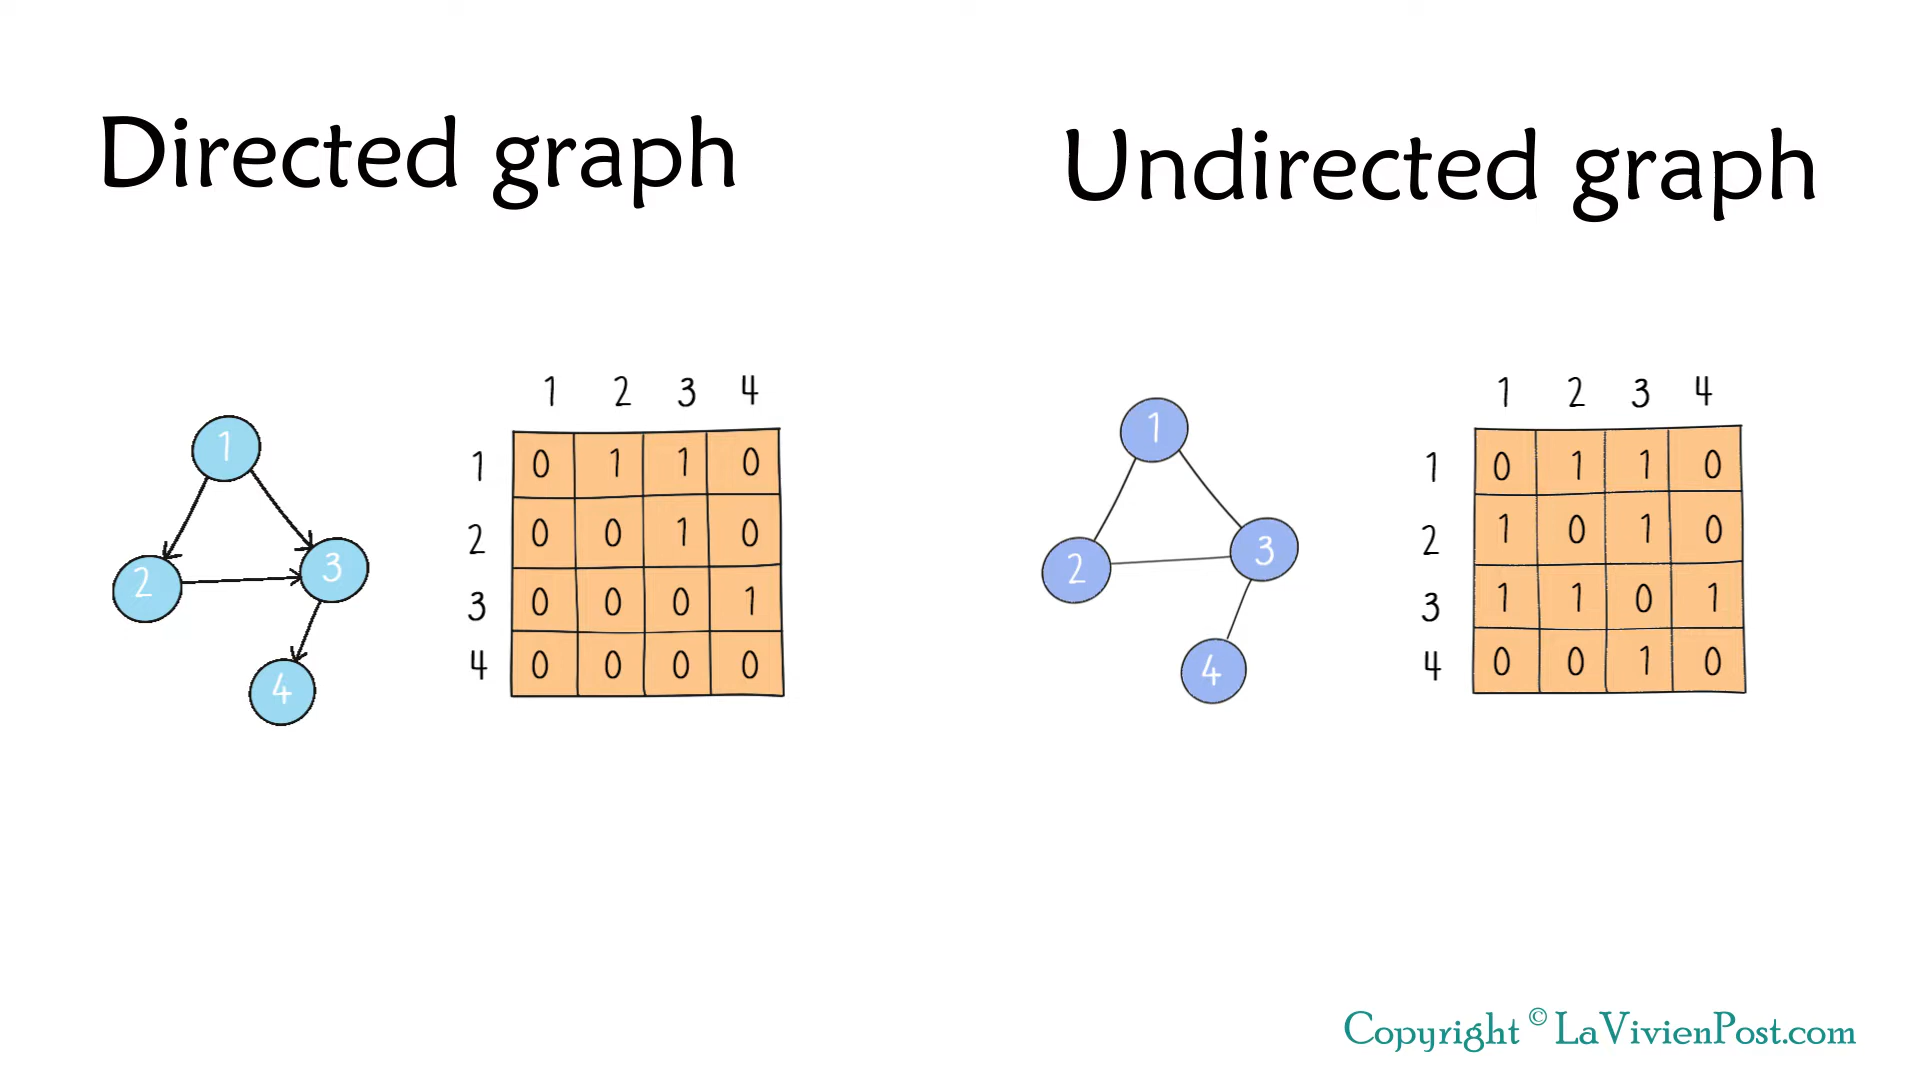 Directed graph
Undirected graph
1
2
3
4
1 2 3 4
1 0 1 1 0
2 0 0 1 0
3 0 0 0 1
4 0 0 0 0
1
2
3
4
1 2 3 4
1 0 1 1 0
2 1 0 1 0
3 1 1 0 1
4 0 0 1 0
Copyright © LaVivienPost.com